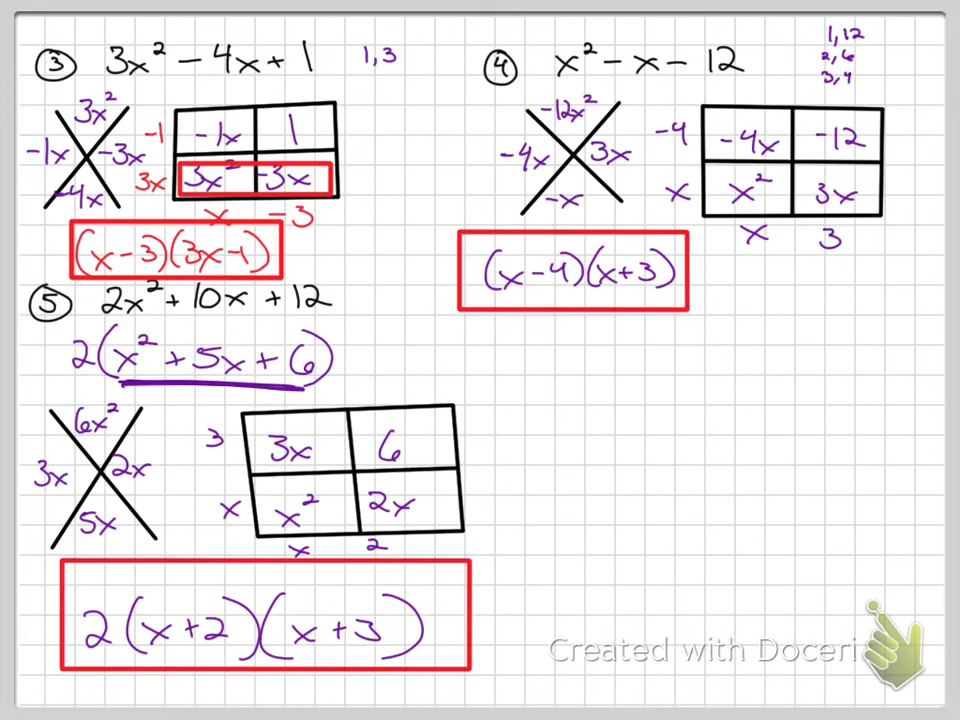 ③ 3x² - 4x + 1
1, 3
3x²
-1x -3x
-4x
-1 -1x 1
3x 3x² -3x
x -3
(x - 3)(3x - 1)
④ x² - x - 12
1, 12
2, 6
3, 4
-12x²
-4x 3x
-x
-4 -4x -12
x x² 3x
x 3
(x - 4)(x + 3)
⑤ 2x² + 10x + 12
2(x² + 5x + 6)
6x²
3x 2x
5x
3 3x 6
x x² 2x
x 2
2(x + 2)(x + 3)
Created with Doceri